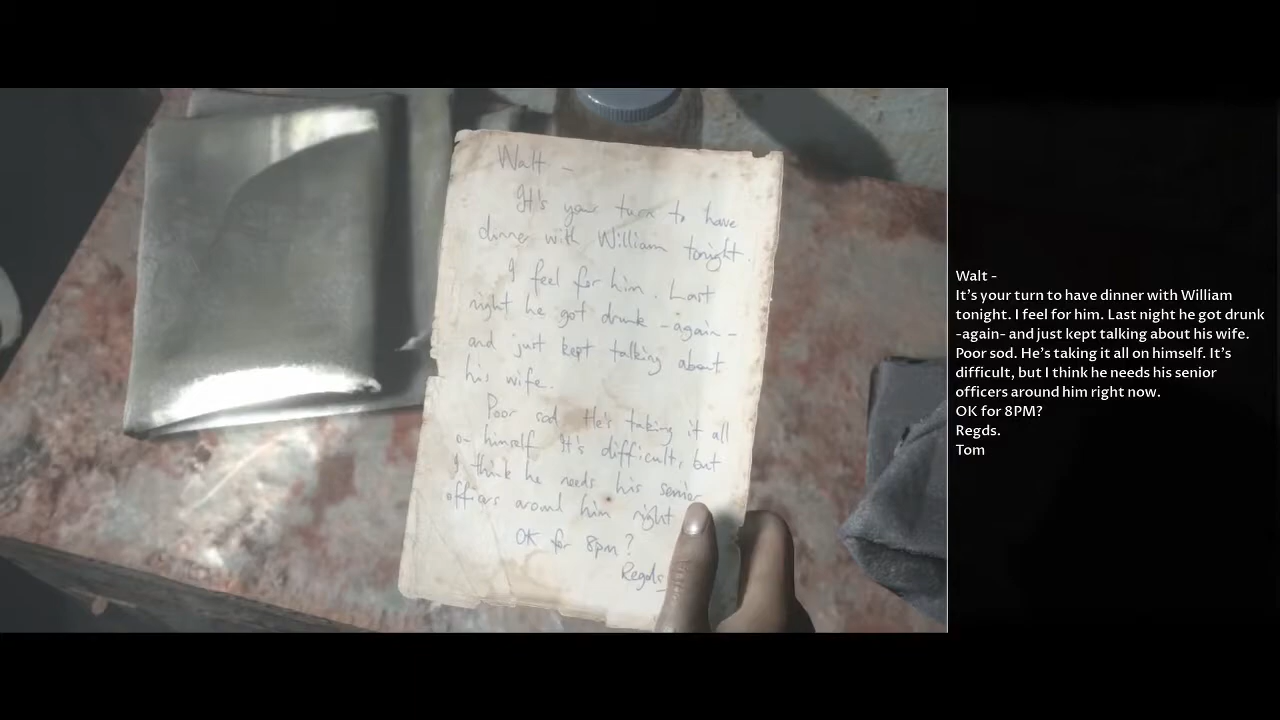 Walt -
It's your turn to have
dinner with William tonight.
I feel for him. Last
night he got drunk -again-
and just kept talking about
his wife.
Poor sod. He's taking it all
on himself. It's difficult, but
I think he needs his senior
officers around him right
OK for 8pm?
Regds
Walt -
It's your turn to have dinner with William
tonight. I feel for him. Last night he got drunk
-again- and just kept talking about his wife.
Poor sod. He's taking it all on himself. It's
difficult, but I think he needs his senior
officers around him right now.
OK for 8PM?
Regds.
Tom